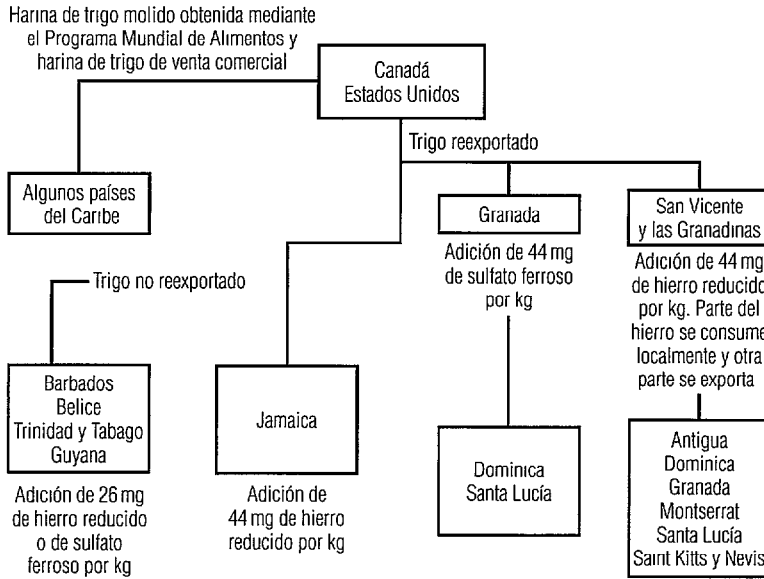 Harina de trigo molido obtenida mediante
el Programa Mundial de Alimentos y
harina de trigo de venta comercial
Canadá
Estados Unidos
Trigo reexportado
Algunos países
del Caribe
Granada
San Vicente
y las Granadinas
Adición de 44 mg
de sulfato ferroso
por kg
Adición de 44 mg
de hierro reducido
por kg. Parte del
hierro se consume
localmente y otra
parte se exporta
Trigo no reexportado
Barbados
Belice
Trinidad y Tabago
Guyana
Jamaica
Dominica
Santa Lucía
Antigua
Dominica
Granada
Montserrat
Santa Lucía
Saint Kitts y Nevis
Adición de 26 mg
de hierro reducido
o de sulfato
ferroso por kg
Adición de
44 mg de hierro
reducido por kg